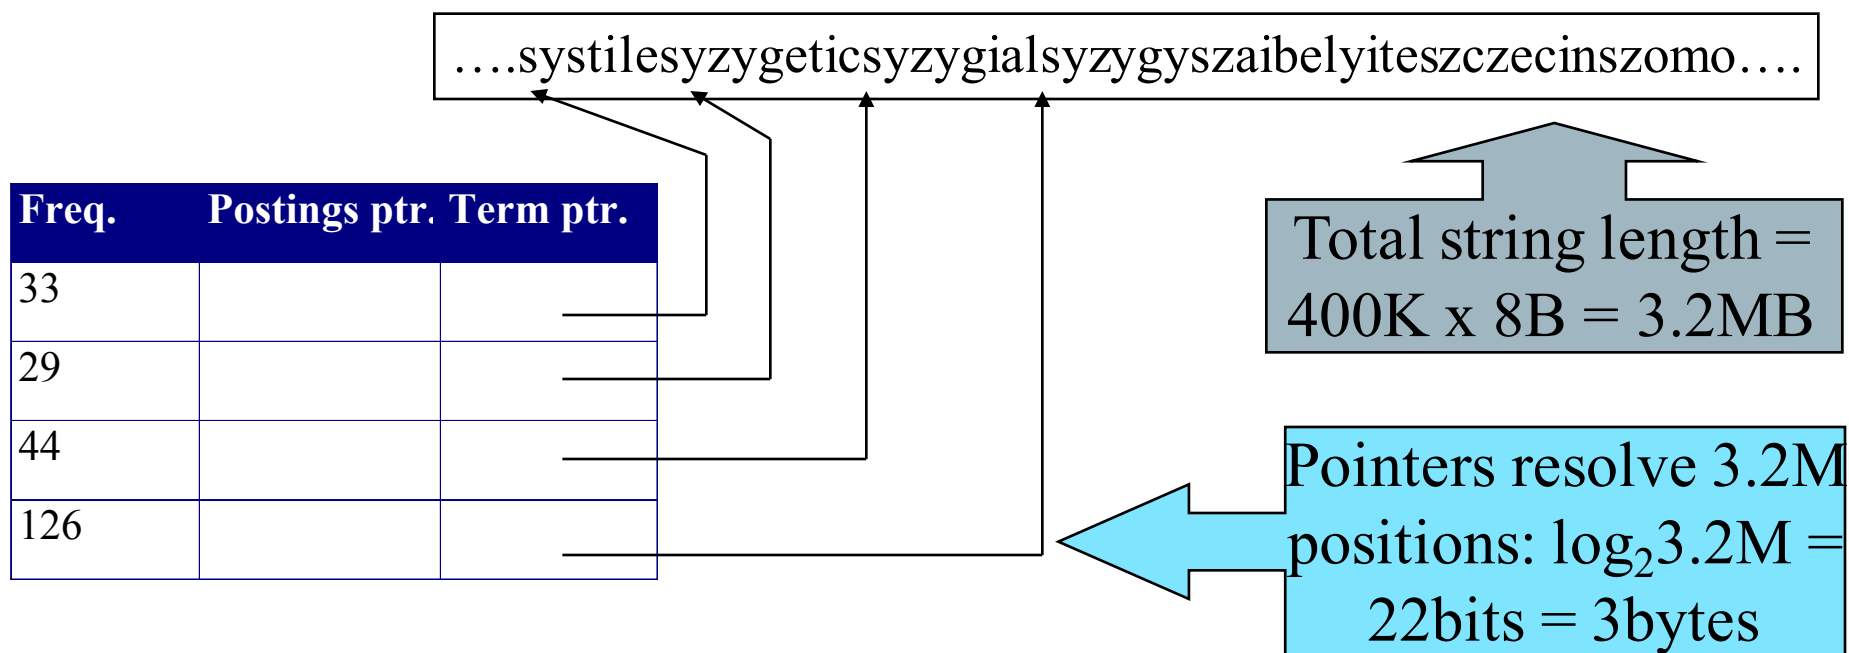 ....systilesyzygeticsyzygialsyzygyszaibelyiteszczecinszomo....
Freq. Postings ptr. Term ptr.
33
29
44
126
Total string length =
400K x 8B = 3.2MB
Pointers resolve 3.2M
positions: log₂3.2M =
22bits = 3bytes